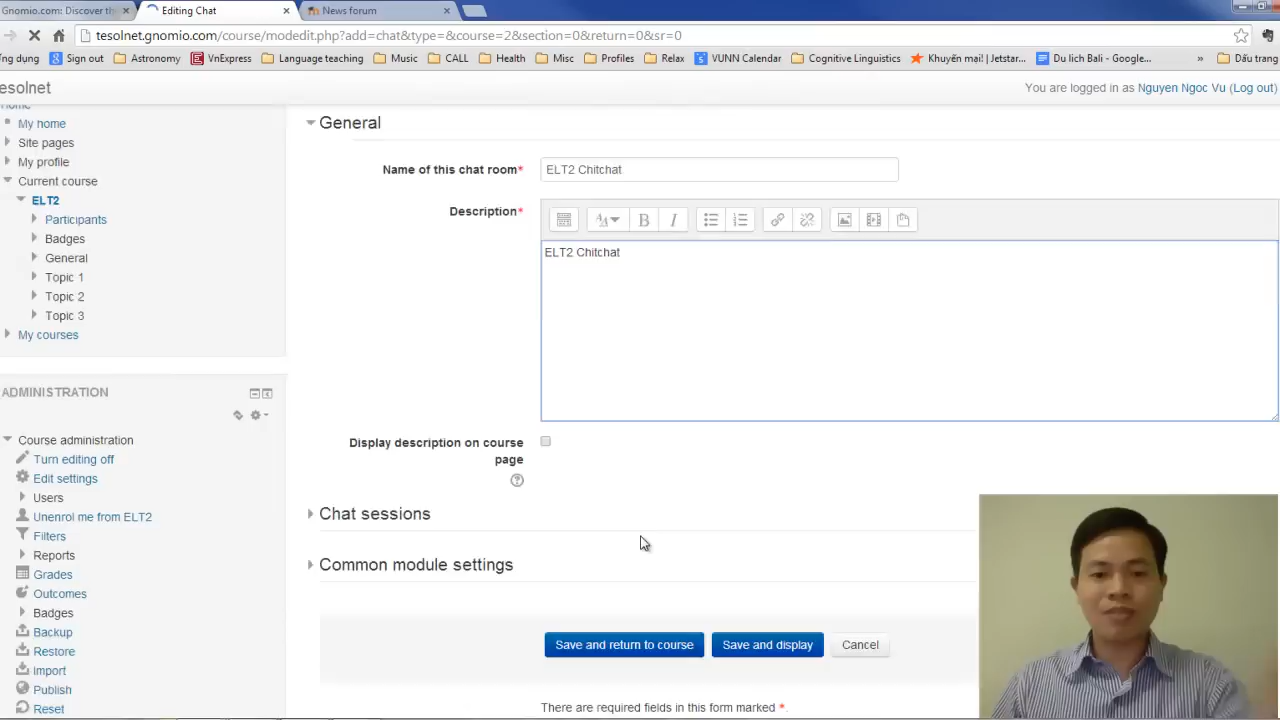 Gnomio.com: Discover th
Editing Chat
News forum
tesolnet.gnomio.com/course/modedit.php?add=chat&type=&course=2&section=0&return=0&sr=0
ng dụng
Sign out
Astronomy
VnExpress
Language teaching
Music
CALL
Health
Misc
Profiles
Relax
VUNN Calendar
Cognitive Linguistics
Khuyến mại! | Jetstar...
Du lich Bali - Google...
»
Dấu trang
esolnet
You are logged in as Nguyen Ngoc Vu (Log out)
Home
My home
Site pages
My profile
Current course
ELT2
Participants
Badges
General
Topic 1
Topic 2
Topic 3
My courses
ADMINISTRATION
Course administration
Turn editing off
Edit settings
Users
Unenrol me from ELT2
Filters
Reports
Grades
Outcomes
Badges
Backup
Restore
Import
Publish
Reset
General
Name of this chat room*
ELT2 Chitchat
Description*
ELT2 Chitchat
Display description on course
page
Chat sessions
Common module settings
Save and return to course
Save and display
Cancel
There are required fields in this form marked *.